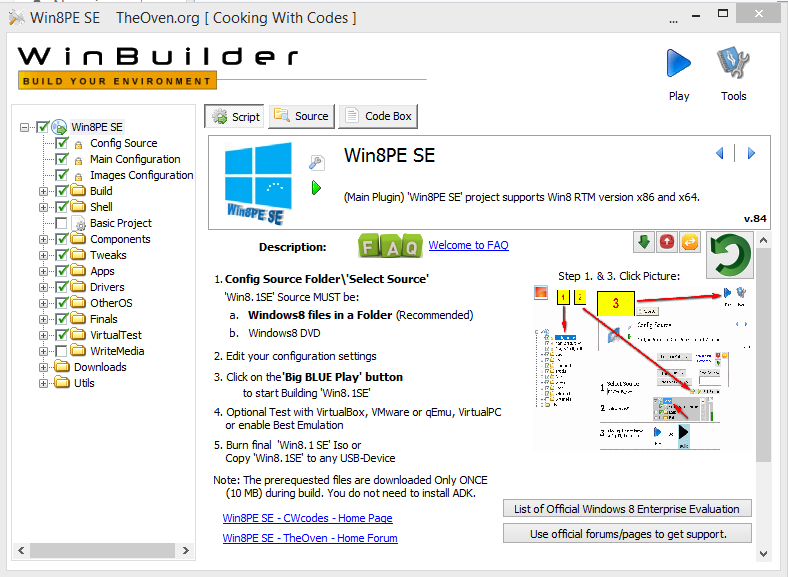 Win8PE SE    TheOven.org [ Cooking With Codes ]
WinBuilder
BUILD YOUR ENVIRONMENT
Play
Tools
Script
Source
Code Box
Win8PE SE
Config Source
Main Configuration
Images Configuration
Build
Shell
Basic Project
Components
Tweaks
Apps
Drivers
OtherOS
Finals
VirtualTest
WriteMedia
Downloads
Utils
Win8PE SE
Win8PE SE
(Main Plugin) 'Win8PE SE' project supports Win8 RTM version x86 and x64.
v.84
Description:
FAQ
Welcome to FAQ
1. Config Source Folder\'Select Source'
'Win8.1SE' Source MUST be:
a. Windows8 files in a Folder (Recommended)
b. Windows8 DVD
2. Edit your configuration settings
3. Click on the'Big BLUE Play' button
to start Building 'Win8.1SE'
4. Optional Test with VirtualBox, VMware or qEmu, VirtualPC
or enable Best Emulation
5. Burn final 'Win8.1SE' Iso or
Copy 'Win8.1SE' to any USB-Device
Note: The prerequested files are downloaded Only ONCE
(10 MB) during build. You do not need to install ADK.
Win8PE SE - CWcodes - Home Page
Win8PE SE - TheOven - Home Forum
Step 1. & 3. Click Picture:
1
2
3
Config Source
1 Select Source
2
3
List of Official Windows 8 Enterprise Evaluation
Use official forums/pages to get support.